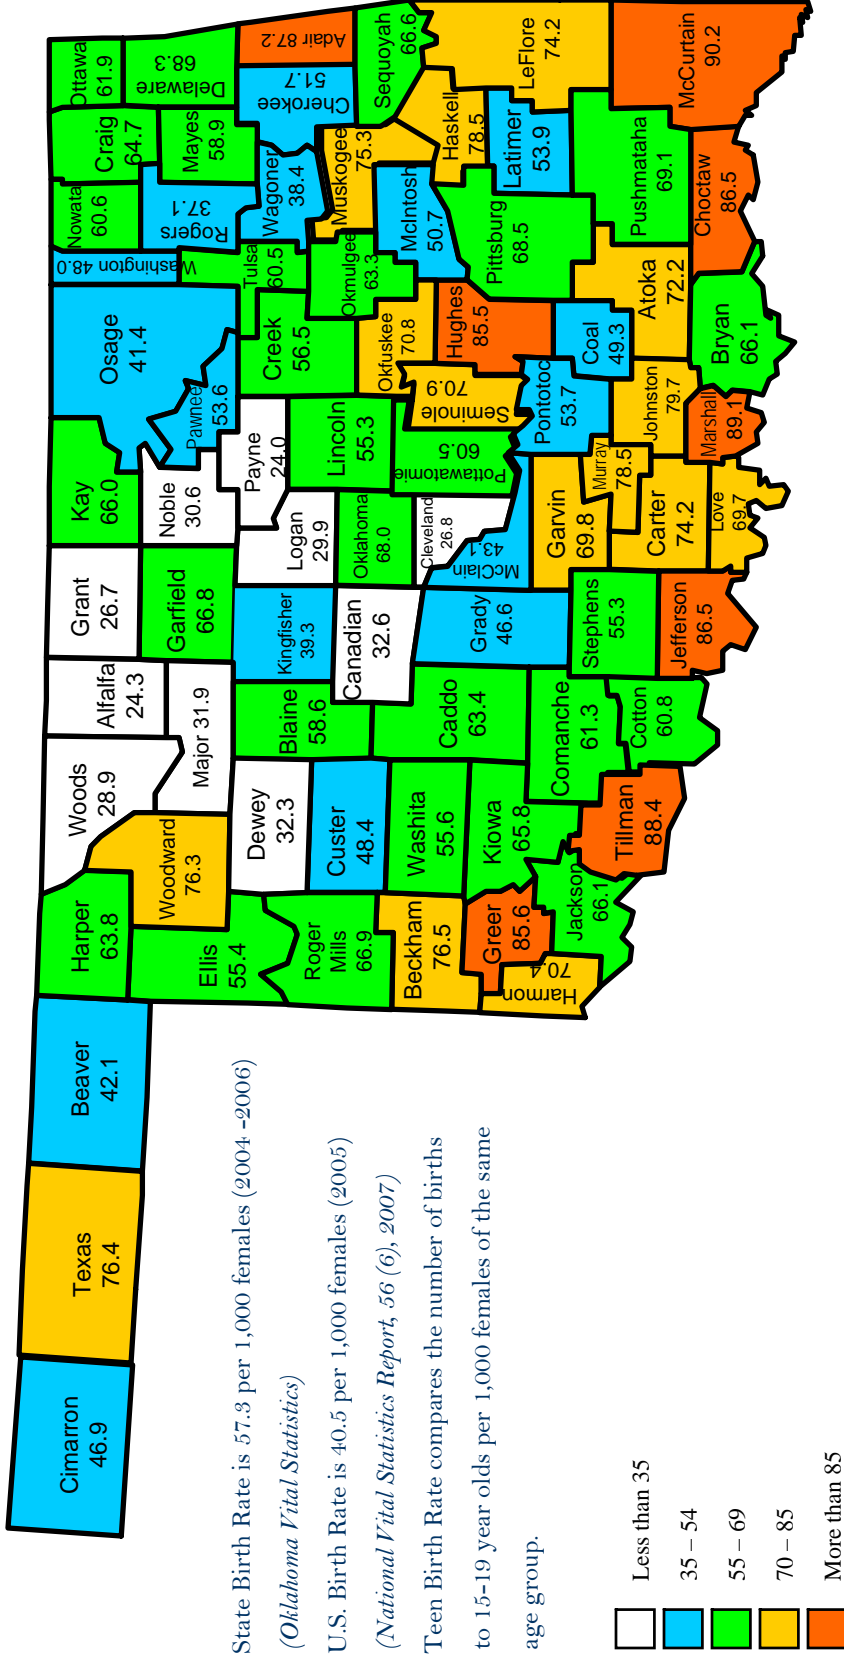 Cimarron
46.9
Texas
76.4
Beaver
42.1
Harper
63.8
Woods
28.9
Alfalfa
24.3
Grant
26.7
Kay
66.0
Osage
41.4
Washington 48.0
Nowata
60.6
Craig
64.7
Ottawa
61.9
Delaware
68.3
Mayes
58.9
Rogers
37.1
Ellis
55.4
Woodward
76.3
Major 31.9
Garfield
66.8
Noble
30.6
Pawnee
53.6
Payne
24.0
Creek
56.5
Tulsa
60.5
Wagoner
38.4
Cherokee
51.7
Adair 87.2
Roger
Mills
66.9
Dewey
32.3
Custer
48.4
Blaine
58.6
Kingfisher
39.3
Canadian
32.6
Logan
29.9
Oklahoma
68.0
Lincoln
55.3
Okfuskee
70.8
Okmulgee
63.3
Muskogee
75.3
McIntosh
50.7
Haskell
78.5
Sequoyah
66.6
Beckham
76.5
Washita
55.6
Caddo
63.4
Grady
46.6
Cleveland
26.8
McClain
43.1
Pottawatomie
60.5
Seminole
70.9
Hughes
85.5
Pittsburg
68.5
Latimer
53.9
LeFlore
74.2
Greer
85.6
Harmon
70.4
Kiowa
65.8
Jackson
66.1
Comanche
61.3
Tillman
88.4
Cotton
60.8
Stephens
55.3
Jefferson
86.5
Garvin
69.8
Murray
78.5
Carter
74.2
Love
69.7
Pontotoc
53.7
Johnston
79.7
Marshall
89.1
Coal
49.3
Atoka
72.2
Bryan
66.1
Pushmataha
69.1
Choctaw
86.5
McCurtain
90.2
State Birth Rate is 57.3 per 1,000 females (2004 -2006)
(Oklahoma Vital Statistics)
U.S. Birth Rate is 40.5 per 1,000 females (2005)
(National Vital Statistics Report, 56 (6), 2007)
Teen Birth Rate compares the number of births
to 15-19 year olds per 1,000 females of the same
age group.
Less than 35
35 – 54
55 – 69
70 – 85
More than 85